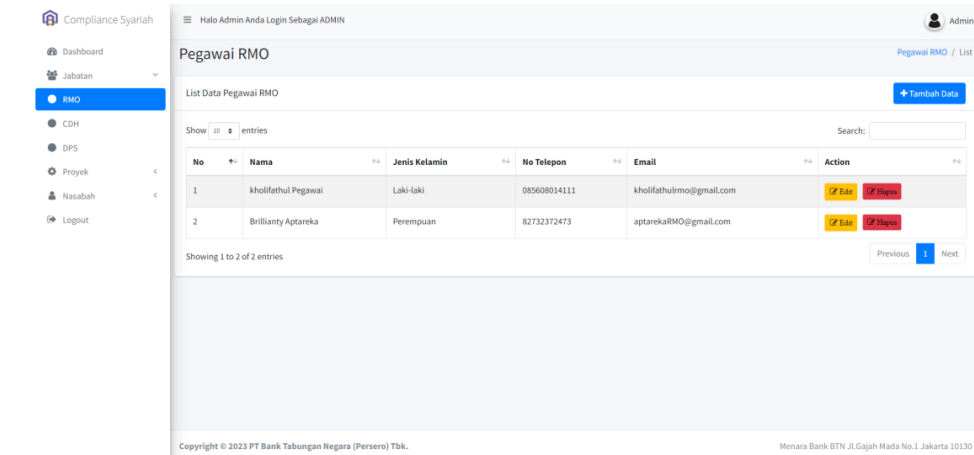 Compliance Syariah
Halo Admin Anda Login Sebagai ADMIN
Admin
Dashboard
Jabatan
RMO
CDH
DPS
Proyek
Nasabah
Logout
Pegawai RMO
Pegawai RMO / List
List Data Pegawai RMO
Tambah Data
Show 10 entries
Search:
No Nama Jenis Kelamin No Telepon Email Action
1 kholifathul Pegawai Laki-laki 085608014111 kholifathulrmo@gmail.com Edit Hapus
2 Brillianty Aptareka Perempuan 82732372473 aptarekaRMO@gmail.com Edit Hapus
Showing 1 to 2 of 2 entries
Previous 1 Next
Copyright © 2023 PT Bank Tabungan Negara (Persero) Tbk.
Menara Bank BTN Jl.Gajah Mada No.1 Jakarta 10130